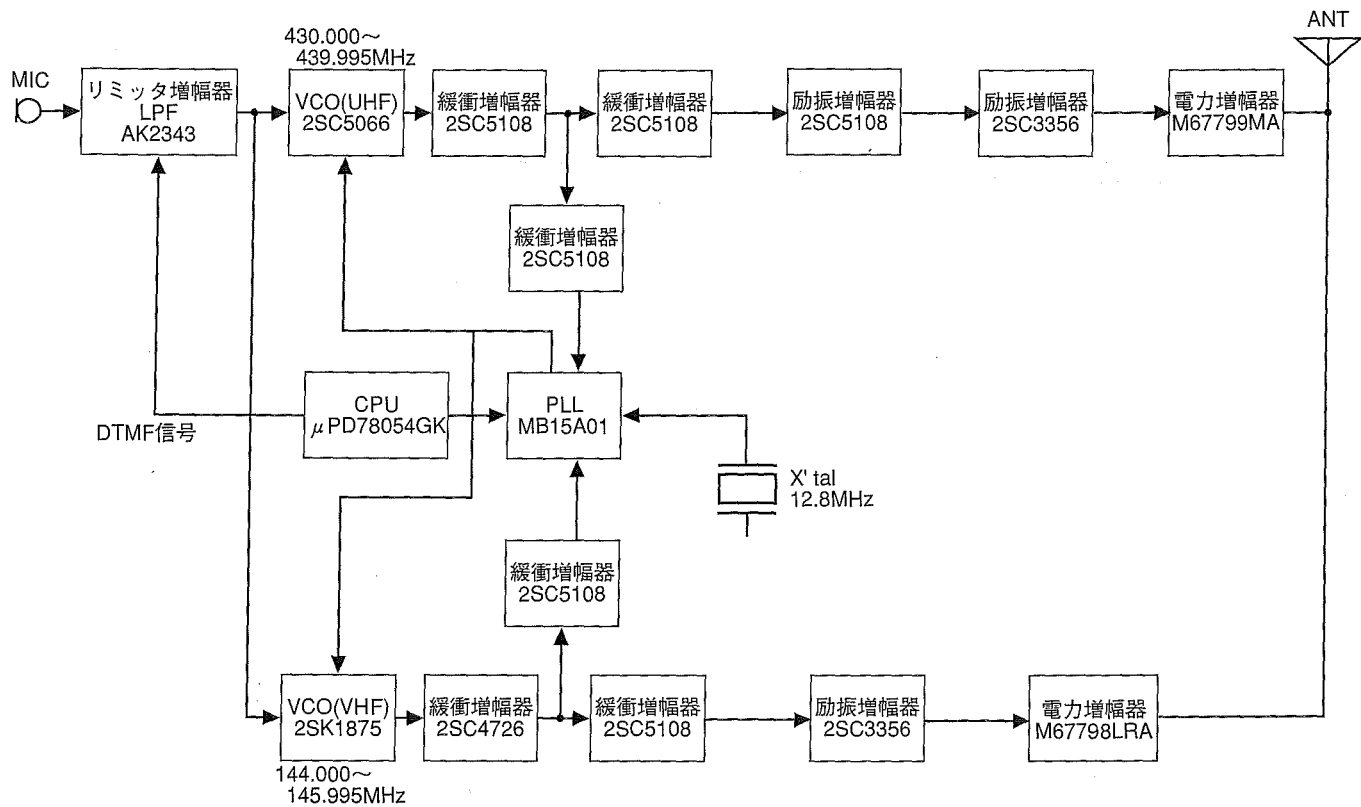 ANT
430.000～
439.995MHz
MIC
リミッタ増幅器
LPF
AK2343
VCO(UHF)
2SC5066
緩衝増幅器
2SC5108
緩衝増幅器
2SC5108
励振増幅器
2SC5108
励振増幅器
2SC3356
電力増幅器
M67799MA
緩衝増幅器
2SC5108
CPU
μPD78054GK
PLL
MB15A01
DTMF信号
X'tal
12.8MHz
緩衝増幅器
2SC5108
VCO(VHF)
2SK1875
緩衝増幅器
2SC4726
緩衝増幅器
2SC5108
励振増幅器
2SC3356
電力増幅器
M67798LRA
144.000～
145.995MHz